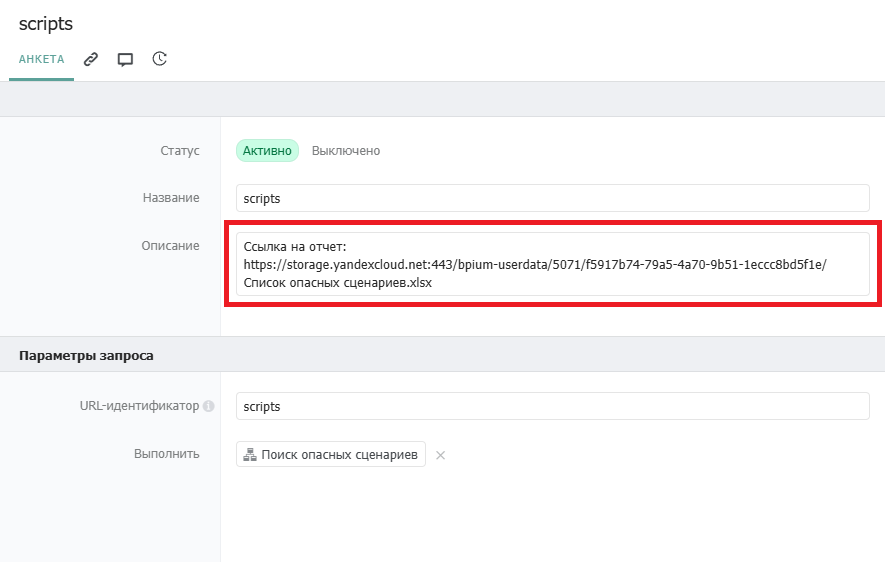 scripts
АНКЕТА
Статус
Активно Выключено
Название
scripts
Описание
Ссылка на отчет:
https://storage.yandexcloud.net:443/bpium-userdata/5071/f5917b74-79a5-4a70-9b51-1eccc8bd5f1e/
Список опасных сценариев.xlsx
Параметры запроса
URL-идентификатор
scripts
Выполнить
Поиск опасных сценариев